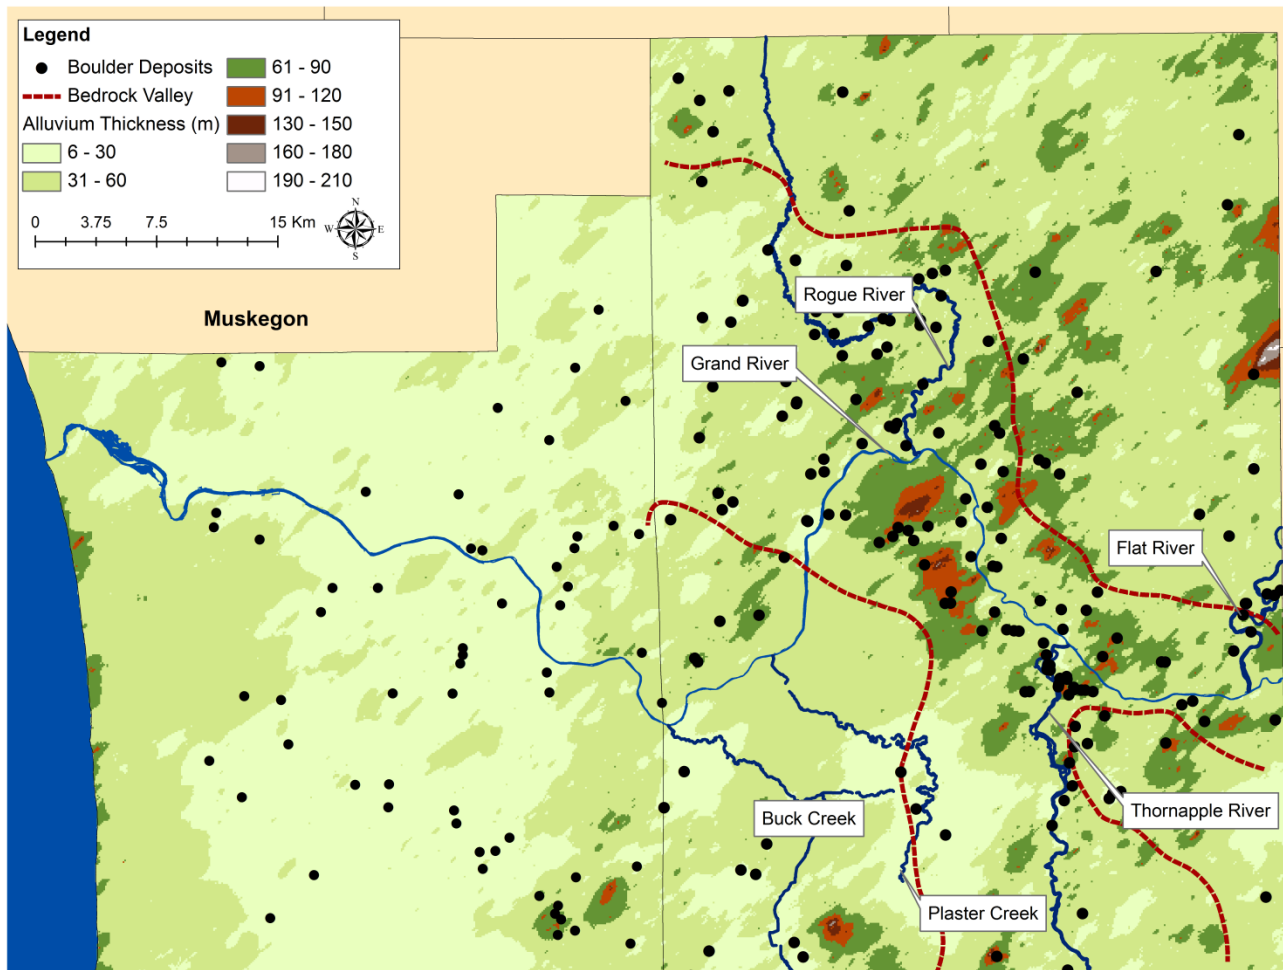 Legend
Boulder Deposits
Bedrock Valley
Alluvium Thickness (m)
6 - 30
31 - 60
61 - 90
91 - 120
130 - 150
160 - 180
190 - 210
0 3.75 7.5 15 Km
N
W E
S
Muskegon
Rogue River
Grand River
Flat River
Thornapple River
Buck Creek
Plaster Creek